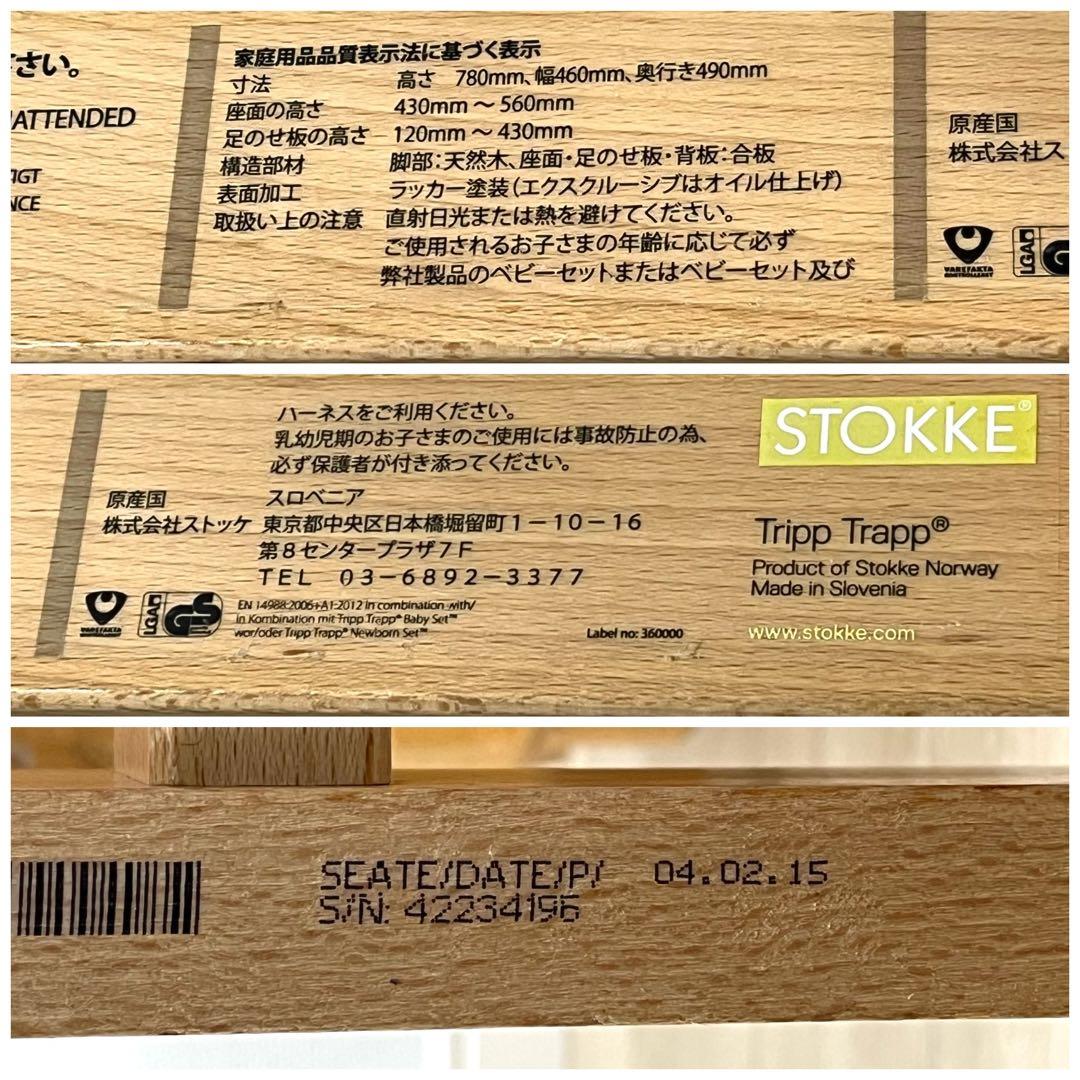 ださい。
ATTENDED
NCE
家庭用品品質表示法に基づく表示
寸法 高さ 780mm、幅460mm、奥行き490mm
座面の高さ 430mm ～ 560mm
足のせ板の高さ 120mm ～ 430mm
構造部材 脚部：天然木、座面・足のせ板・背板：合板
表面加工 ラッカー塗装（エクスクルーシブはオイル仕上げ）
取扱い上の注意 直射日光または熱を避けてください。
ご使用されるお子さまの年齢に応じて必ず
弊社製品のベビーセットまたはベビーセット及び
原産国
株式会社ス
VAREFAKTA
KONTROLLERET
LGA
G
ハーネスをご利用ください。
乳幼児期のお子さまのご使用には事故防止の為、
必ず保護者が付き添ってください。
原産国 スロベニア
株式会社ストッケ 東京都中央区日本橋堀留町1－10－16
第8センタープラザ7F
TEL 03－6892－3377
VAREFAKTA
KONTROLLERET
LGA
GS
EN 14988:2006+A1:2012 in combination with/
in Kombination mit Tripp Trapp® Baby Set™
wor/oder Tripp Trapp® Newborn Set™
Label no: 360000
STOKKE®
Tripp Trapp®
Product of Stokke Norway
Made in Slovenia
www.stokke.com
SEATE/DATE/P/ 04.02.15
S/N: 42234196